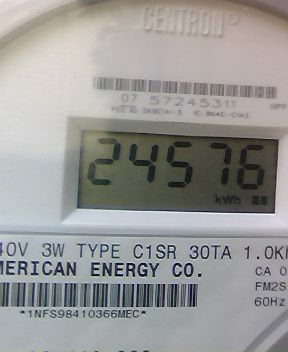 CENTRON
07 57245311
24576
kWh
40V 3W TYPE C1SR 30TA 1.0K
MERICAN ENERGY CO.
CA 0
FM2S
60Hz
*1NFS98410366MEC*